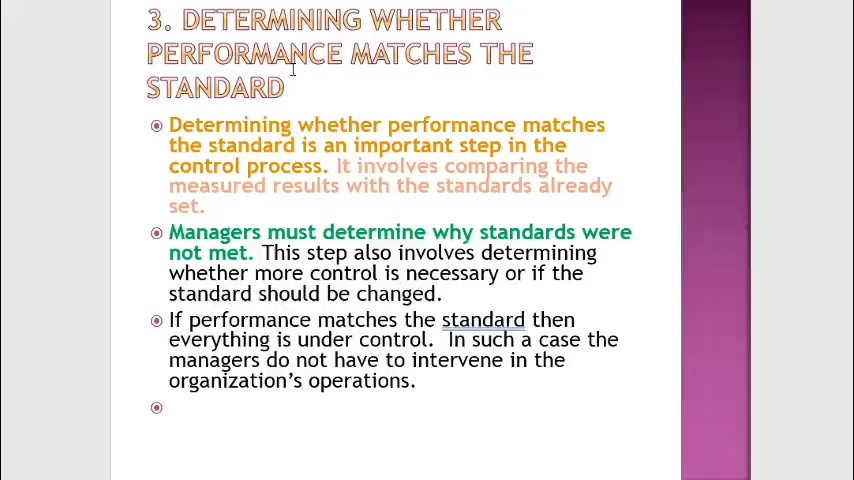 3. DETERMINING WHETHER
PERFORMANCE MATCHES THE
STANDARD
Determining whether performance matches
the standard is an important step in the
control process. It involves comparing the
measured results with the standards already
set.
Managers must determine why standards were
not met. This step also involves determining
whether more control is necessary or if the
standard should be changed.
If performance matches the standard then
everything is under control. In such a case the
managers do not have to intervene in the
organization's operations.